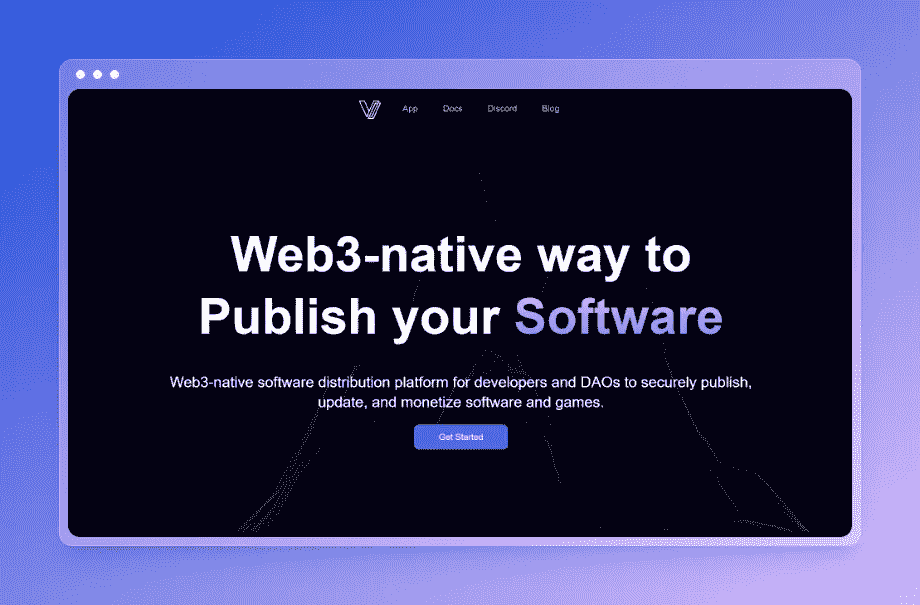 App Docs Discord Blog
Web3-native way to
Publish your Software
Web3-native software distribution platform for developers and DAOs to securely publish,
update, and monetize software and games.
Get Started